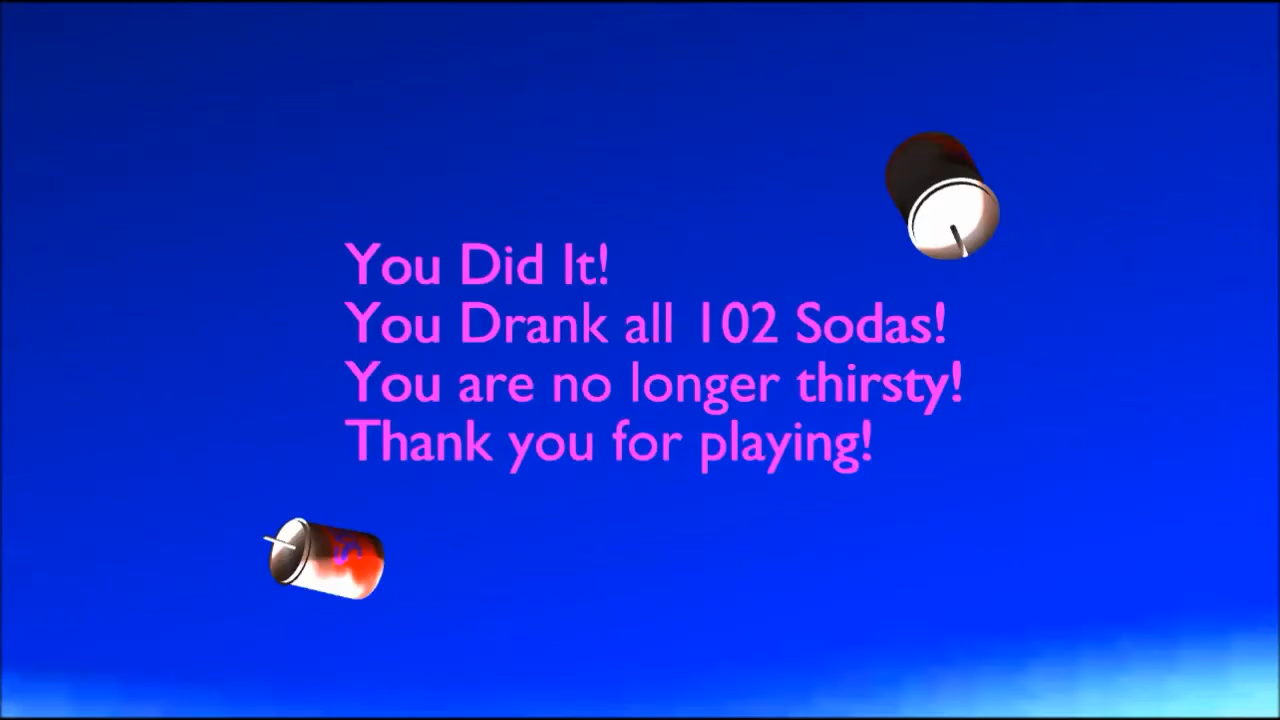 You Did It!
You Drank all 102 Sodas!
You are no longer thirsty!
Thank you for playing!